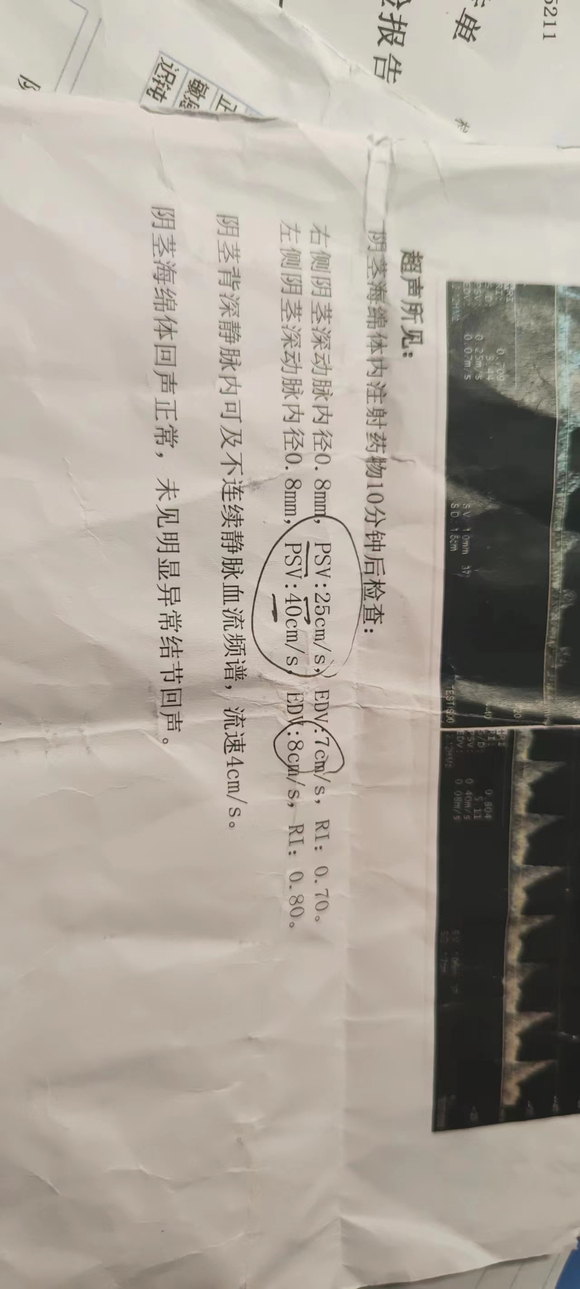 5211
报告
超声所见：
阴茎海绵体内注射药物10分钟后检查：
右侧阴茎深动脉内径0.8mm，PSV:25cm/s，EDV:7cm/s，RI：0.70。
左侧阴茎深动脉内径0.8mm，PSV:40cm/s，EDV:8cm/s，RI：0.80。
阴茎背深静脉内可及不连续静脉血流频谱，流速4cm/s。
阴茎海绵体回声正常，未见明显异常结节回声。